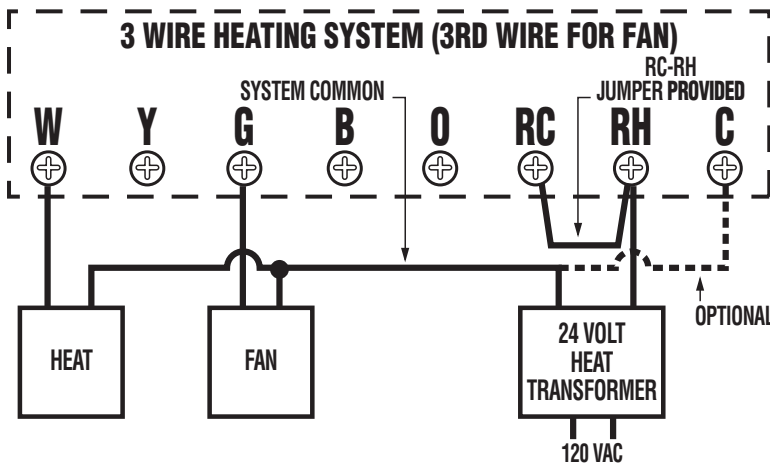 3 WIRE HEATING SYSTEM (3RD WIRE FOR FAN)
SYSTEM COMMON
RC-RH
JUMPER PROVIDED
W Y G B O RC RH C
OPTIONAL
HEAT
FAN
24 VOLT
HEAT
TRANSFORMER
120 VAC